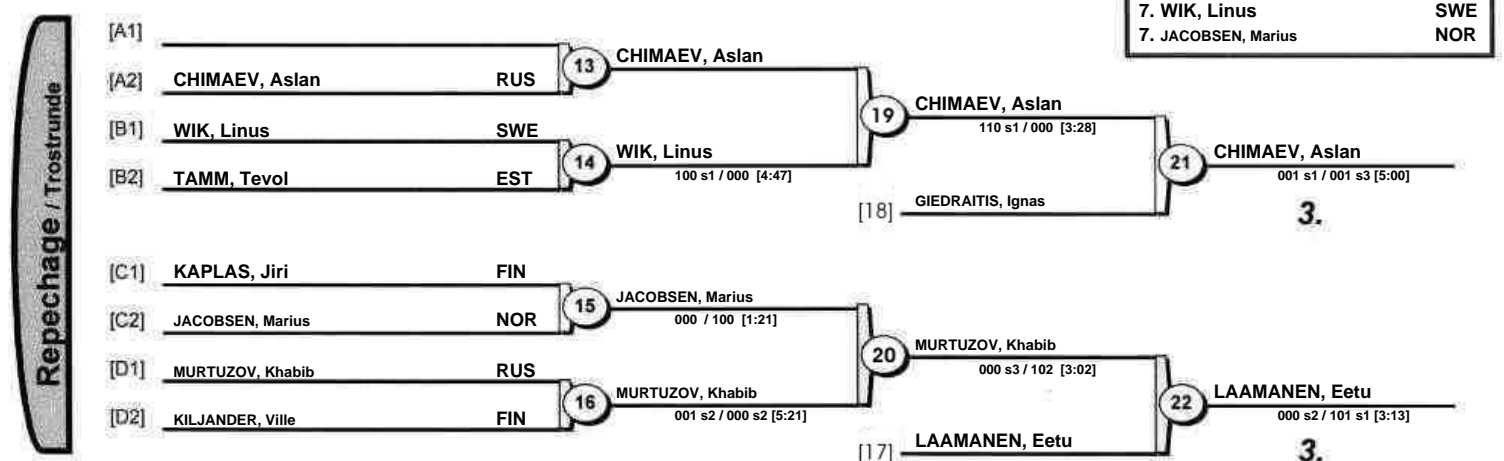 7. WIK, Linus SWE
7. JACOBSEN, Marius NOR
Repechage / Trostrunde
[A1]
13 CHIMAEV, Aslan
[A2] CHIMAEV, Aslan RUS
19 CHIMAEV, Aslan
110 s1 / 000 [3:28]
[B1] WIK, Linus SWE
14 WIK, Linus
100 s1 / 000 [4:47]
[B2] TAMM, Tevol EST
21 CHIMAEV, Aslan
001 s1 / 001 s3 [5:00]
[18] GIEDRAITIS, Ignas
3.
[C1] KAPLAS, Jiri FIN
15 JACOBSEN, Marius
000 / 100 [1:21]
[C2] JACOBSEN, Marius NOR
20 MURTUZOV, Khabib
000 s3 / 102 [3:02]
[D1] MURTUZOV, Khabib RUS
16 MURTUZOV, Khabib
001 s2 / 000 s2 [5:21]
[D2] KILJANDER, Ville FIN
22 LAAMANEN, Eetu
000 s2 / 101 s1 [3:13]
[17] LAAMANEN, Eetu
3.